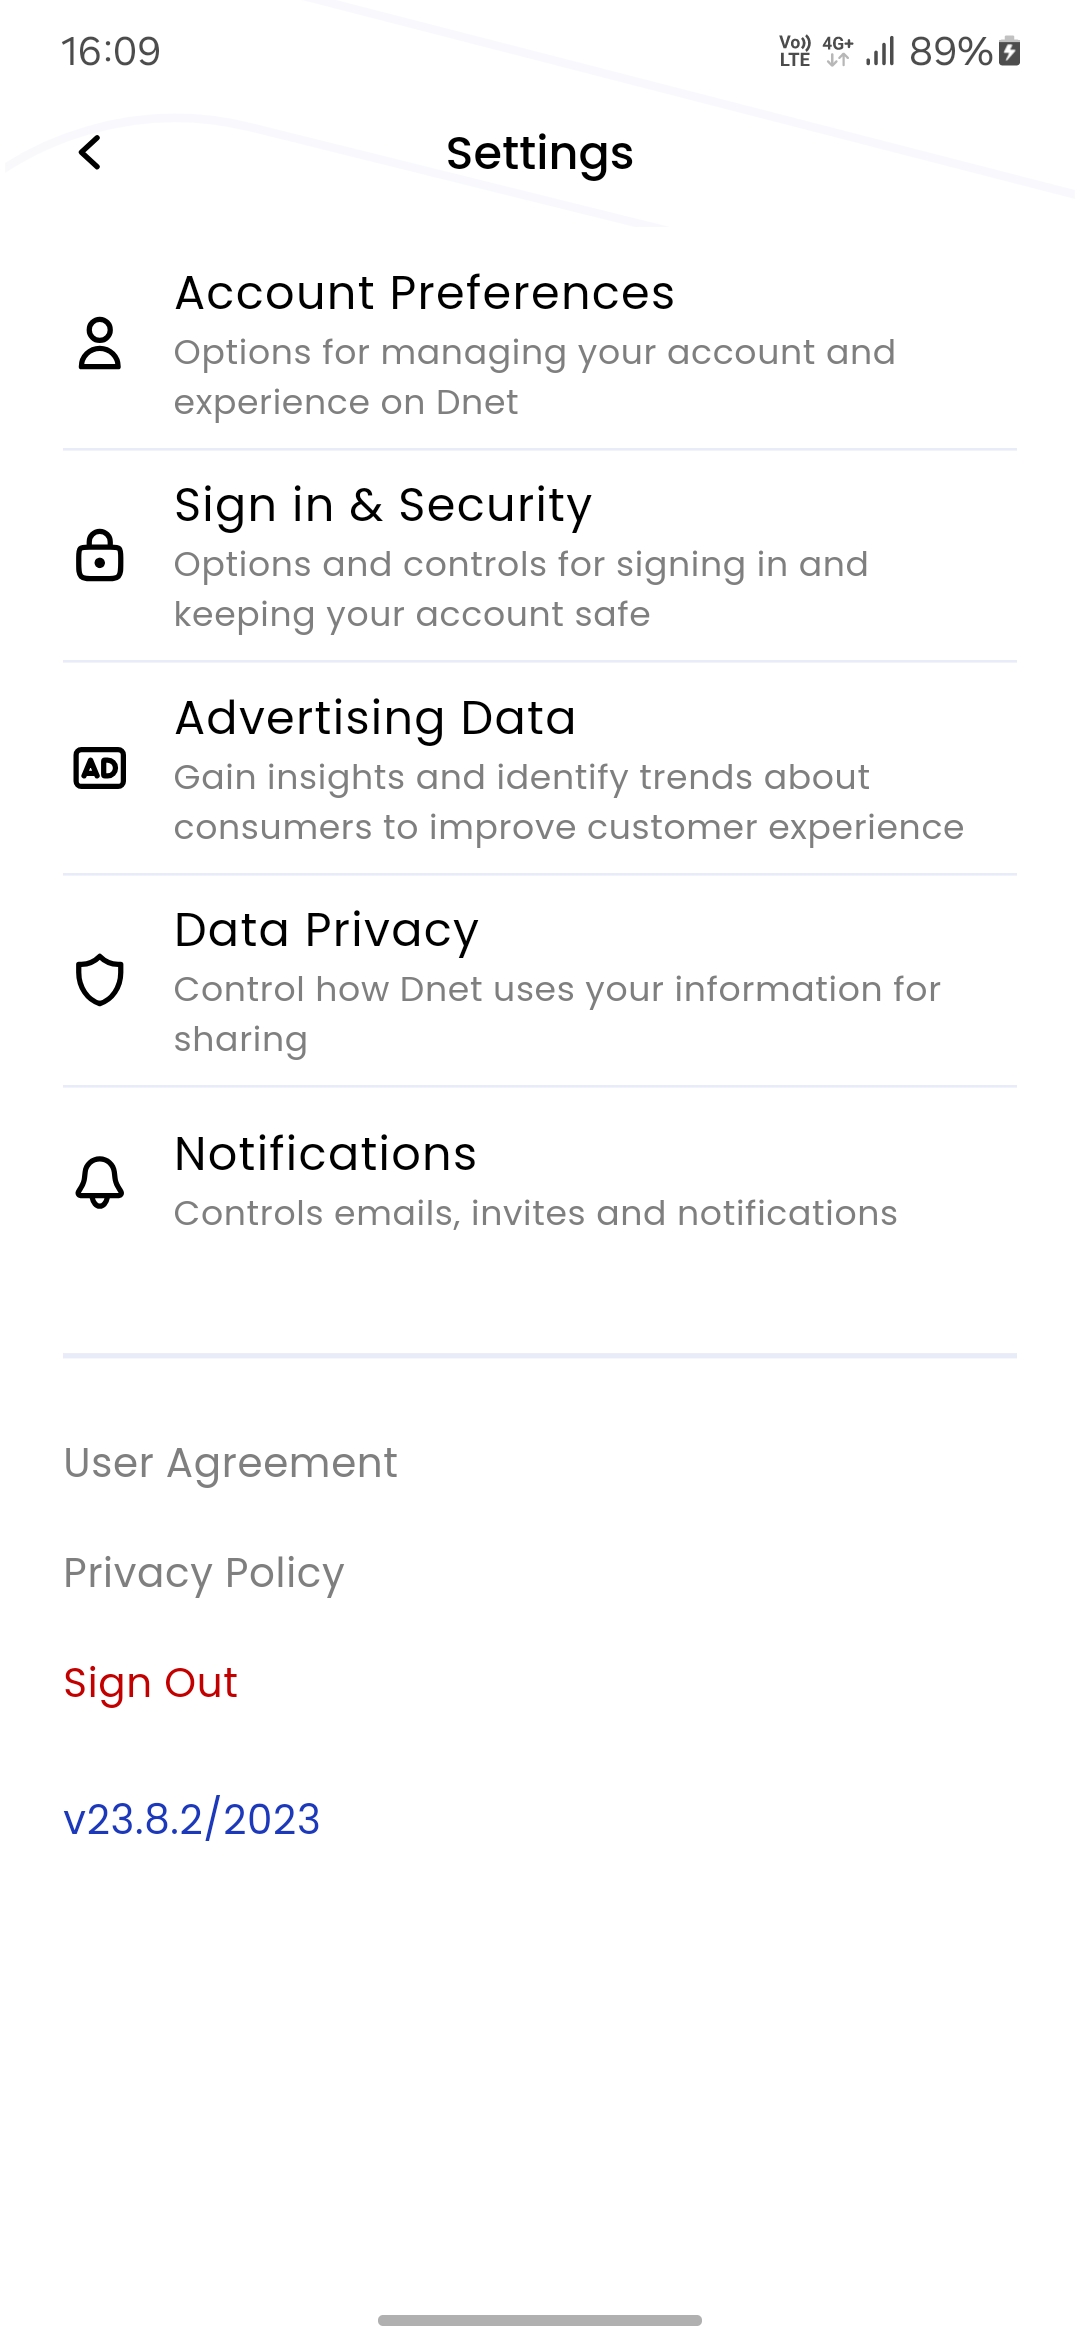 16:09
Vo)) LTE 4G+ 89%
Settings
Account Preferences
Options for managing your account and
experience on Dnet
Sign in & Security
Options and controls for signing in and
keeping your account safe
AD
Advertising Data
Gain insights and identify trends about
consumers to improve customer experience
Data Privacy
Control how Dnet uses your information for
sharing
Notifications
Controls emails, invites and notifications
User Agreement
Privacy Policy
Sign Out
v23.8.2/2023